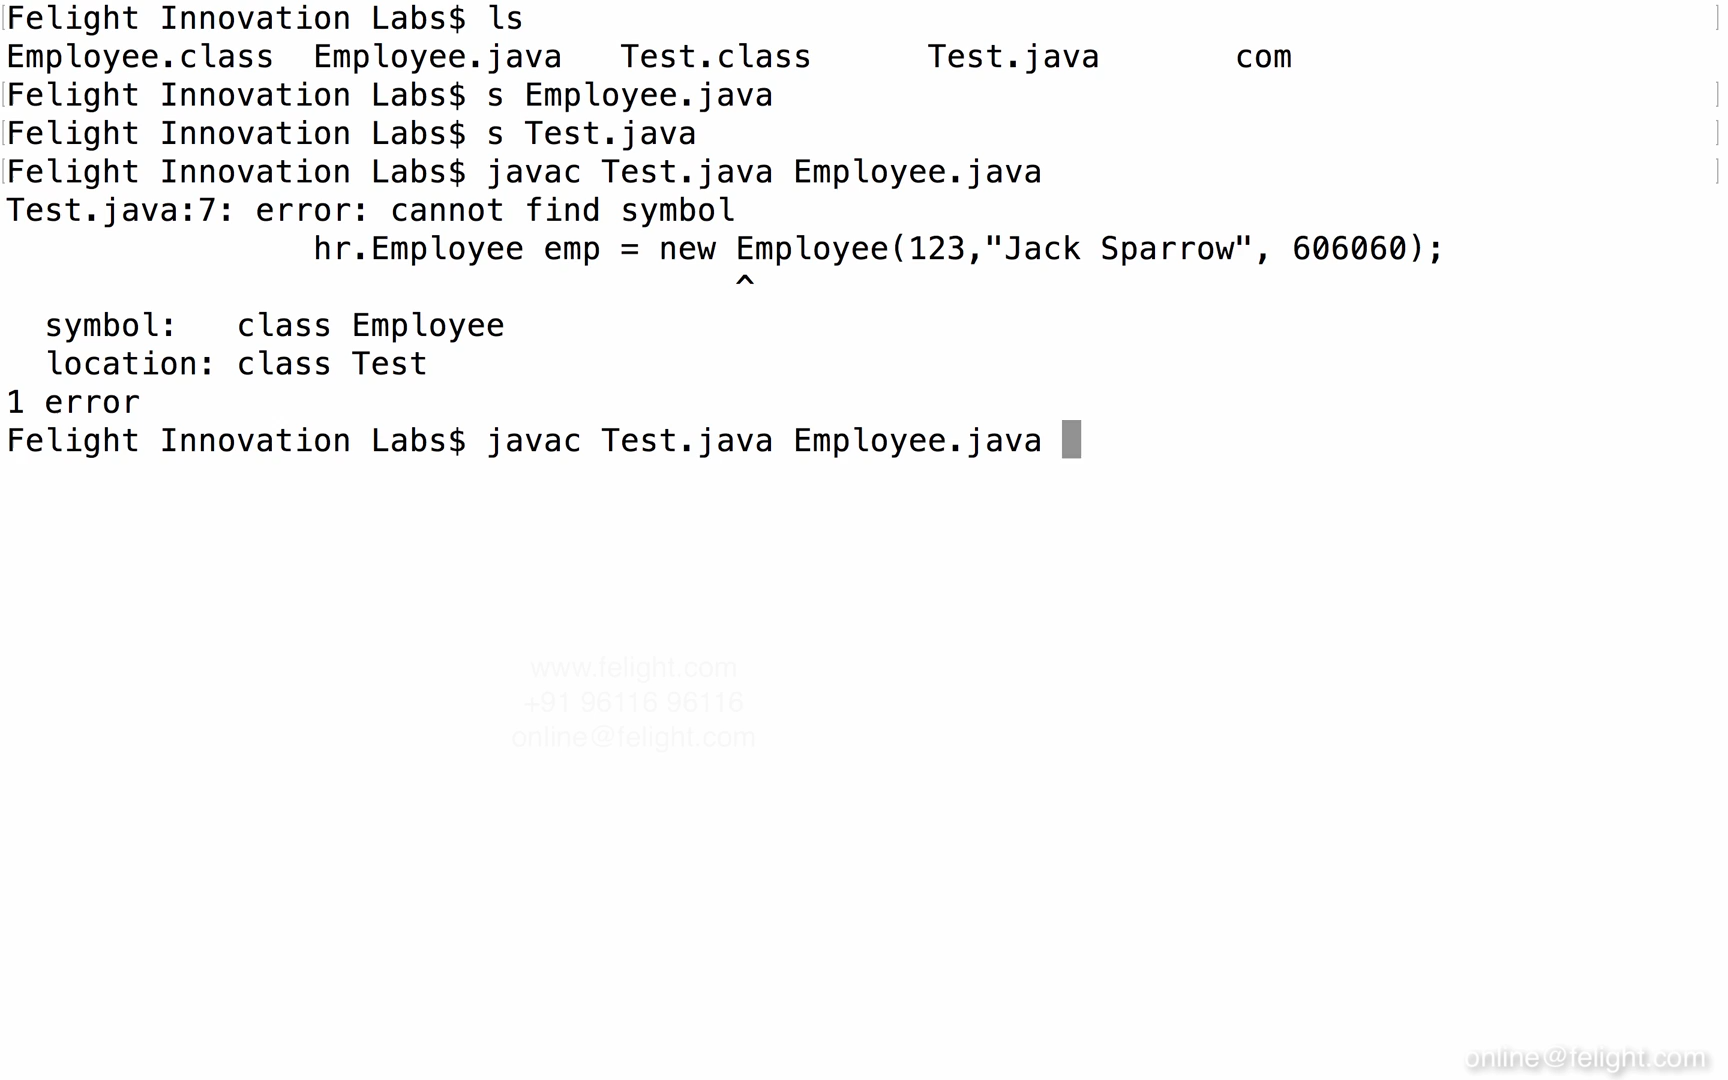 Felight Innovation Labs$ ls
Employee.class  Employee.java   Test.class      Test.java       com
Felight Innovation Labs$ s Employee.java
Felight Innovation Labs$ s Test.java
Felight Innovation Labs$ javac Test.java Employee.java
Test.java:7: error: cannot find symbol
                hr.Employee emp = new Employee(123,"Jack Sparrow", 606060);
                                      ^
  symbol:   class Employee
  location: class Test
1 error
Felight Innovation Labs$ javac Test.java Employee.java
www.felight.com
+91 96116 96116
online@felight.com
online@felight.com